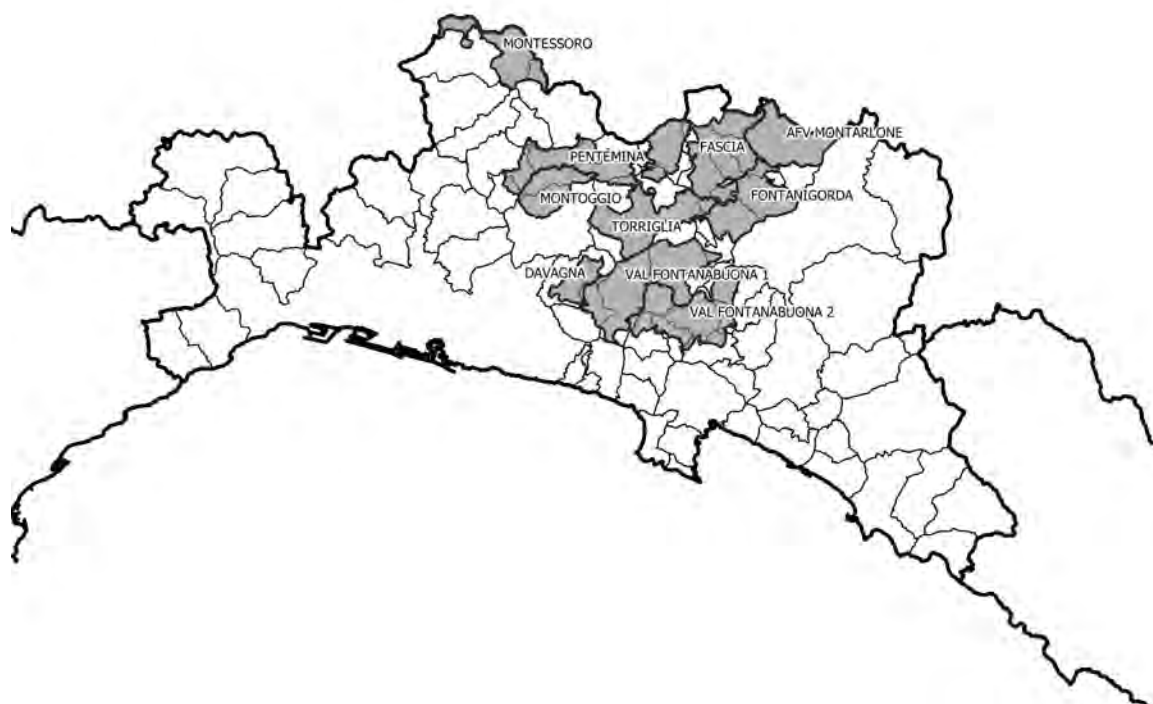 MONTESSORO
AFV MONTARLONE
FASCIA
PENTEMINA
MONTOGGIO
FONTANIGORDA
TORRIGLIA
DAVAGNA
VAL FONTANABUONA 1
VAL FONTANABUONA 2